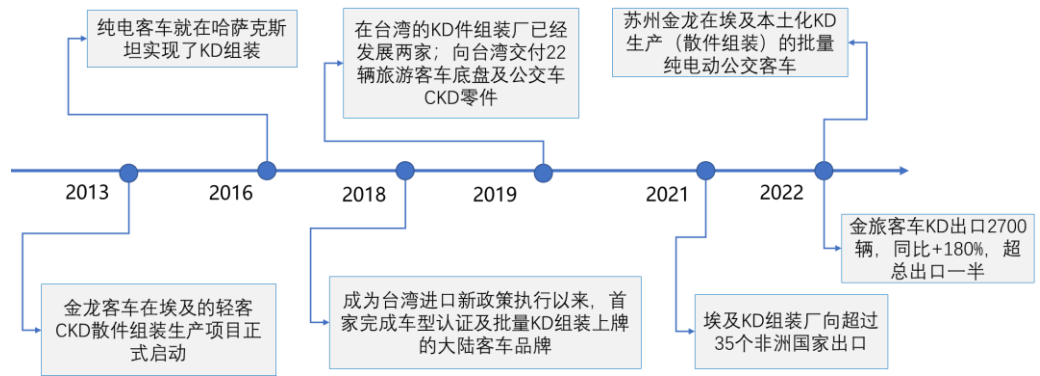 纯电客车就在哈萨克斯
坦实现了KD组装
在台湾的KD件组装厂已经
发展两家；向台湾交付22
辆旅游客车底盘及公交车
CKD零件
苏州金龙在埃及本土化KD
生产（散件组装）的批量
纯电动公交客车
2013
2016
2018
2019
2021
2022
金龙客车在埃及的轻客
CKD散件组装生产项目正
式启动
成为台湾进口新政策执行以来，首
家完成车型认证及批量KD组装上牌
的大陆客车品牌
埃及KD组装厂向超过
35个非洲国家出口
金旅客车KD出口2700
辆，同比+180%，超
总出口一半